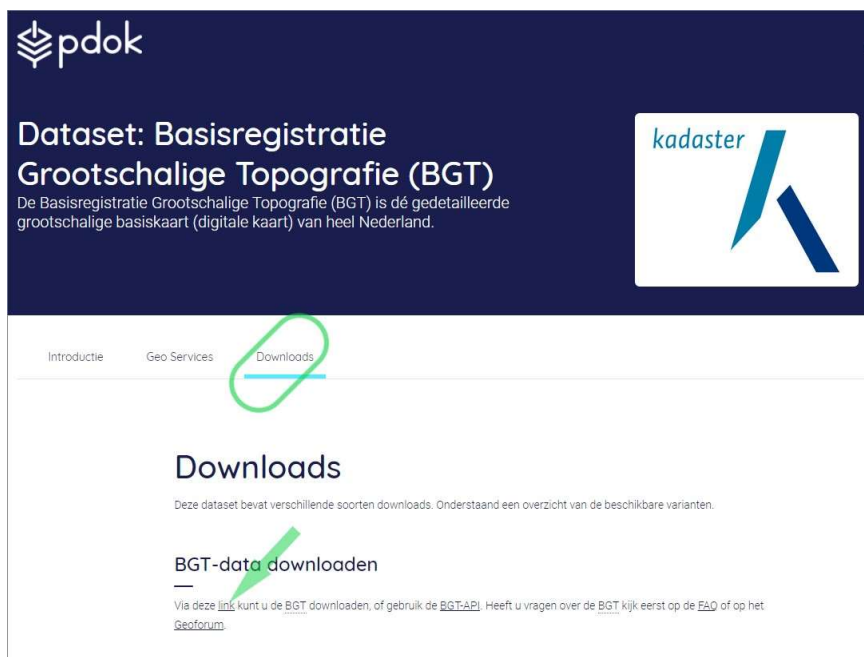 pdok
Dataset: Basisregistratie
Grootschalige Topografie (BGT)
De Basisregistratie Grootschalige Topografie (BGT) is dé gedetailleerde
grootschalige basiskaart (digitale kaart) van heel Nederland.
kadaster
Introductie Geo Services Downloads
Downloads
Deze dataset bevat verschillende soorten downloads. Onderstaand een overzicht van de beschikbare varianten.
BGT-data downloaden
Via deze link kunt u de BGT downloaden, of gebruik de BGT-API. Heeft u vragen over de BGT kijk eerst op de FAQ of op het
Geoforum.